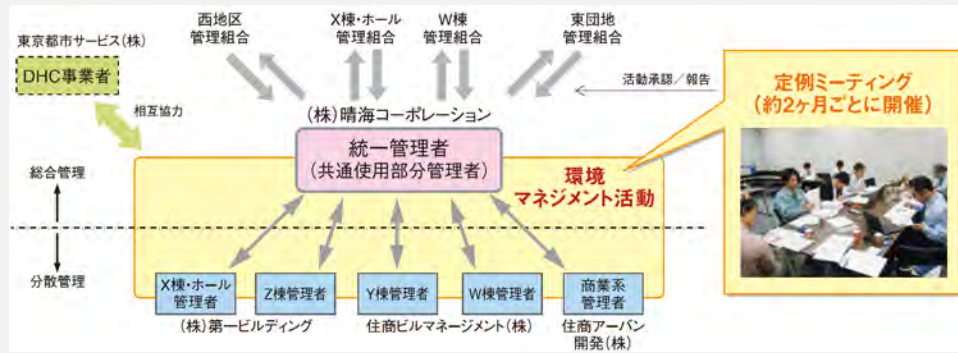 西地区
管理組合
X棟・ホール
管理組合
W棟
管理組合
東団地
管理組合
東京都市サービス(株)
DHC事業者
相互協力
活動承認／報告
(株)晴海コーポレーション
統一管理者
(共通使用部分管理者)
環境
マネジメント活動
定例ミーティング
(約2ヶ月ごとに開催)
総合管理
分散管理
X棟・ホール
管理者
Z棟管理者
Y棟管理者
W棟管理者
商業系
管理者
(株)第一ビルディング
住商ビルマネージメント(株)
住商アーバン
開発(株)